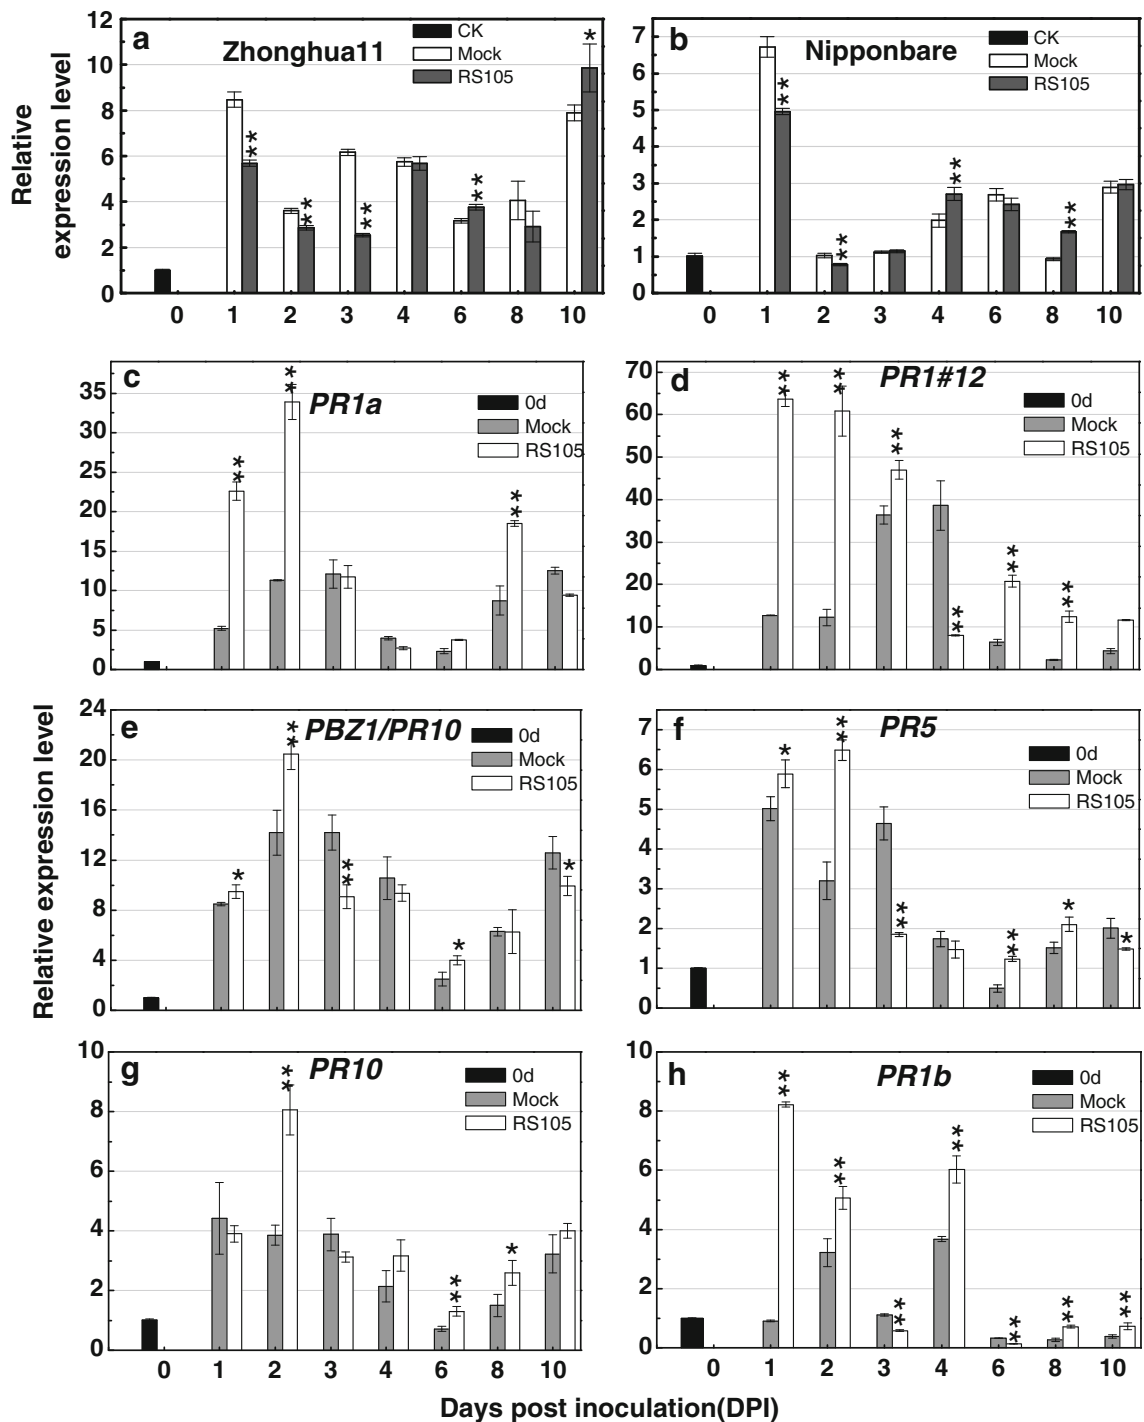 Relative expression level
a
Zhonghua11
CK
Mock
RS105
*
**
**
**
**
12
10
8
6
4
2
0
0 1 2 3 4 6 8 10
b
Nipponbare
CK
Mock
RS105
**
**
**
**
7
6
5
4
3
2
1
0
0 1 2 3 4 6 8 10
Relative expression level
c
PR1a
0d
Mock
RS105
**
**
**
35
30
25
20
15
10
5
0
d
PR1#12
0d
Mock
RS105
**
**
**
**
**
**
70
60
50
40
30
20
10
0
e
PBZ1/PR10
0d
Mock
RS105
*
**
**
*
*
24
20
16
12
8
4
0
f
PR5
0d
Mock
RS105
*
**
**
**
*
*
7
6
5
4
3
2
1
0
g
PR10
0d
Mock
RS105
**
**
*
10
8
6
4
2
0
0 1 2 3 4 6 8 10
h
PR1b
0d
Mock
RS105
**
**
**
**
**
**
**
10
8
6
4
2
0
0 1 2 3 4 6 8 10
Days post inoculation(DPI)